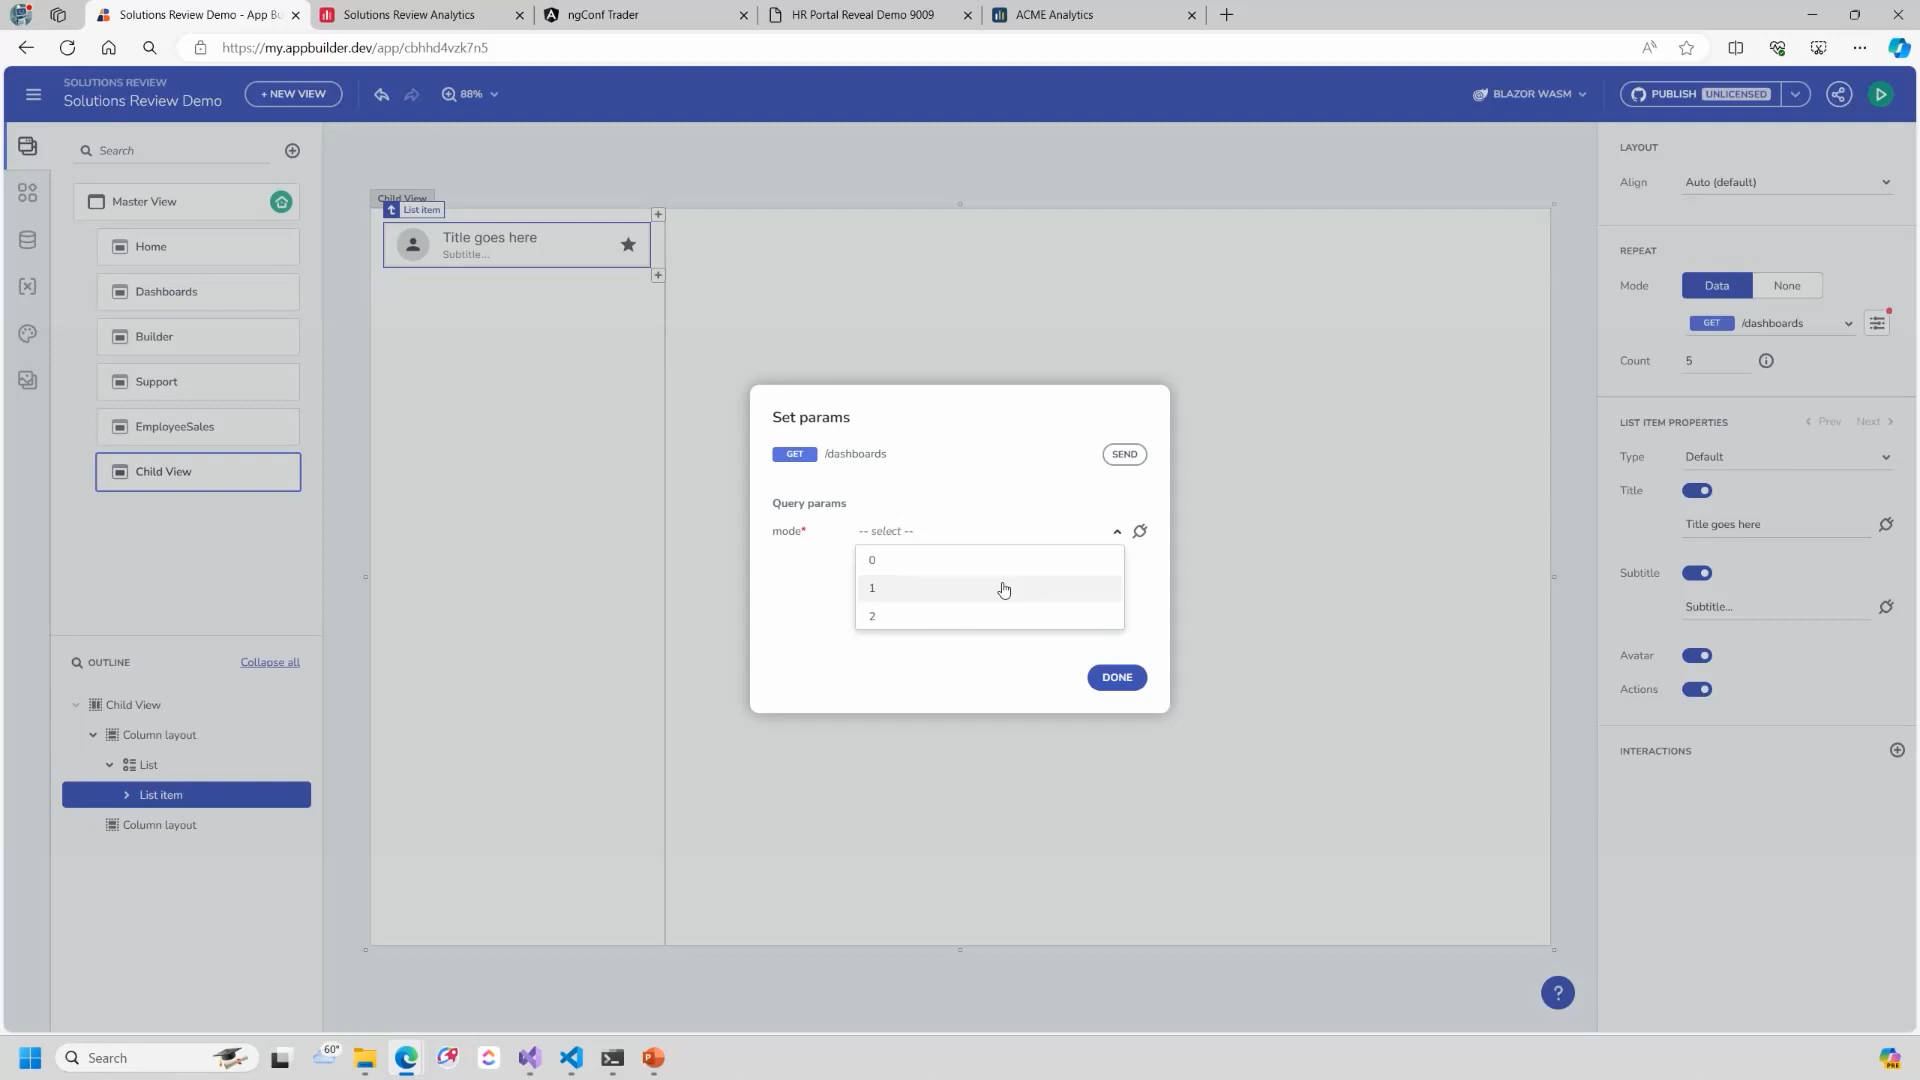 Solutions Review Demo - App Bu
Solutions Review Analytics
ngConf Trader
HR Portal Reveal Demo 9009
ACME Analytics
https://my.appbuilder.dev/app/cbhhd4vzk7n5
SOLUTIONS REVIEW
Solutions Review Demo
+ NEW VIEW
88%
BLAZOR WASM
PUBLISH UNLICENSED
Search
Master View
Home
Dashboards
Builder
Support
EmployeeSales
Child View
OUTLINE
Collapse all
Child View
Column layout
List
List item
Column layout
Child View
List item
Title goes here
Subtitle...
Set params
GET /dashboards
SEND
Query params
mode* -- select --
0
1
2
DONE
LAYOUT
Align Auto (default)
REPEAT
Mode Data None
GET /dashboards
Count 5
LIST ITEM PROPERTIES Prev Next
Type Default
Title
Title goes here
Subtitle
Subtitle...
Avatar
Actions
INTERACTIONS
?
Search
60°
PRE